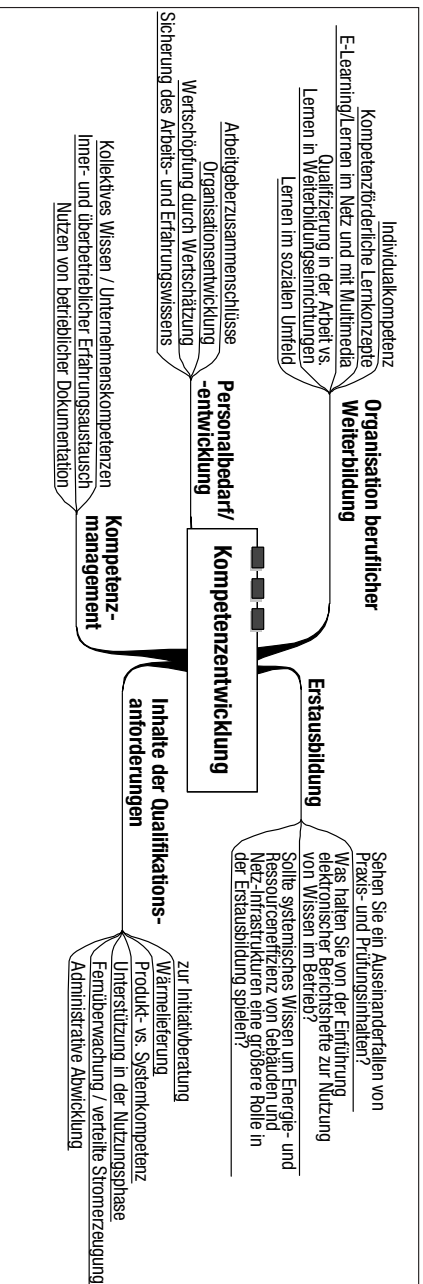 Kompetenzentwicklung
Organisation beruflicher
Weiterbildung
Individualkompetenz
Kompetenzförderliche Lernkonzepte
E-Learning/Lernen im Netz und mit Multimedia
Qualifizierung in der Arbeit vs.
Lernen in Weiterbildungseinrichtungen
Lernen im sozialen Umfeld
Personalbedarf/
-entwicklung
Arbeitgeberzusammenschlüsse
Organisationsentwicklung
Wertschöpfung durch Wertschätzung
Sicherung des Arbeits- und Erfahrungswissens
Kompetenz-
management
Kollektives Wissen / Unternehmenskompetenzen
Inner- und überbetrieblicher Erfahrungsaustausch
Nutzen von betrieblicher Dokumentation
Erstausbildung
Sehen Sie ein Auseinanderfallen von
Praxis- und Prüfungsinhalten?
Was halten Sie von der Einführung
elektronischer Berichtshefte zur Nutzung
von Wissen im Betrieb?
Sollte systemisches Wissen um Energie- und
Ressourceneffizienz von Gebäuden und
Netz-Infrastrukturen eine größere Rolle in
der Erstausbildung spielen?
Inhalte der Qualifikations-
anforderungen
zur Initiativberatung
Wärmelieferung
Produkt- vs. Systemkompetenz
Unterstützung in der Nutzungsphase
Fernüberwachung / verteilte Stromerzeugung
Administrative Abwicklung